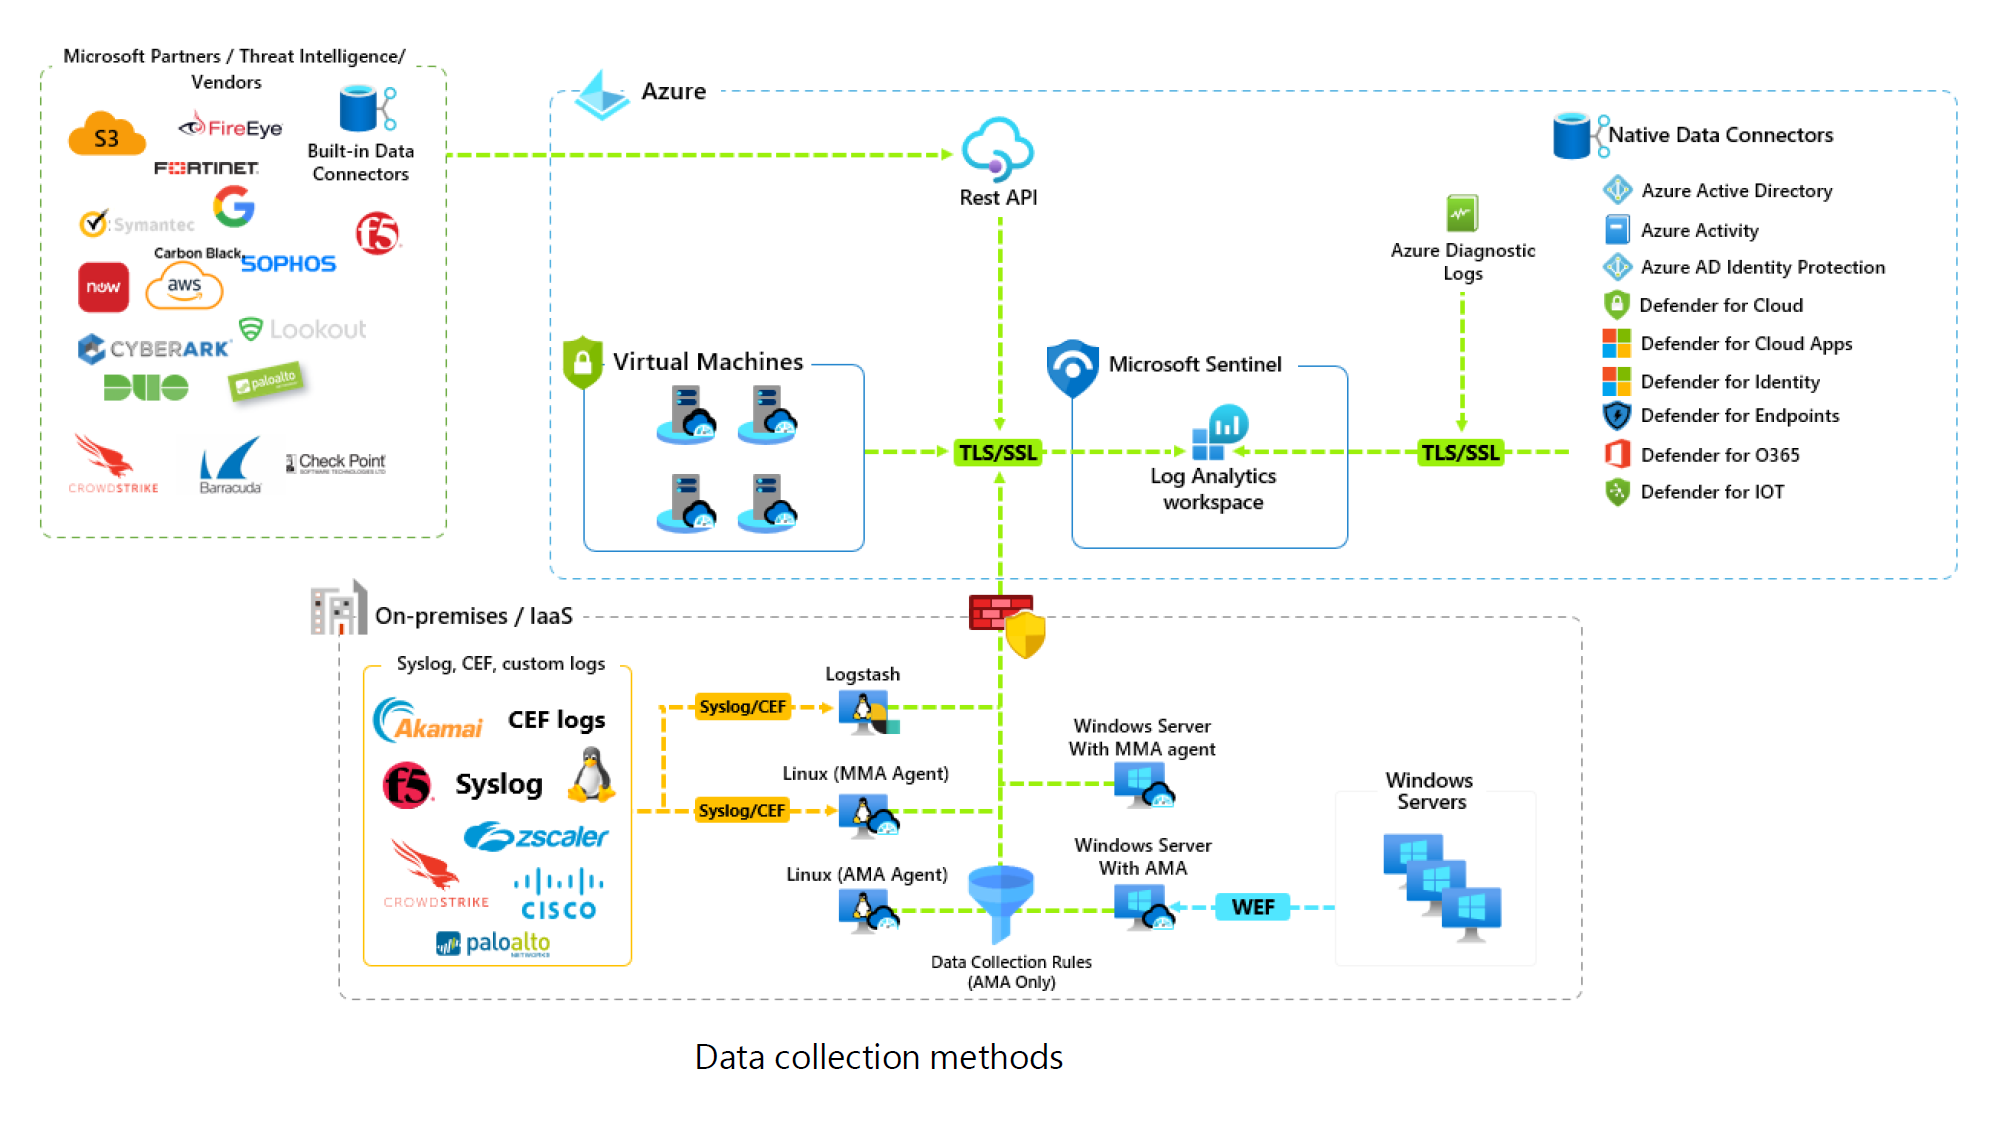 Microsoft Partners / Threat Intelligence/
Vendors
S3
FireEye
FORTINET
Built-in Data
Connectors
Symantec
G
f5
Carbon Black
SOPHOS
now
aws
Lookout
CYBERARK
DUO
paloalto
CROWDSTRIKE
Barracuda
Check Point
SOFTWARE TECHNOLOGIES LTD
Azure
Rest API
Native Data Connectors
Azure Active Directory
Azure Activity
Azure AD Identity Protection
Defender for Cloud
Defender for Cloud Apps
Defender for Identity
Defender for Endpoints
Defender for O365
Defender for IOT
Azure Diagnostic
Logs
Virtual Machines
Microsoft Sentinel
TLS/SSL
Log Analytics
workspace
TLS/SSL
On-premises / IaaS
Syslog, CEF, custom logs
Akamai
CEF logs
f5
Syslog
zscaler
CROWDSTRIKE
CISCO
paloalto
NETWORKS
Syslog/CEF
Logstash
Syslog/CEF
Linux (MMA Agent)
Linux (AMA Agent)
Windows Server
With MMA agent
Windows Server
With AMA
WEF
Windows
Servers
Data Collection Rules
(AMA Only)
Data collection methods